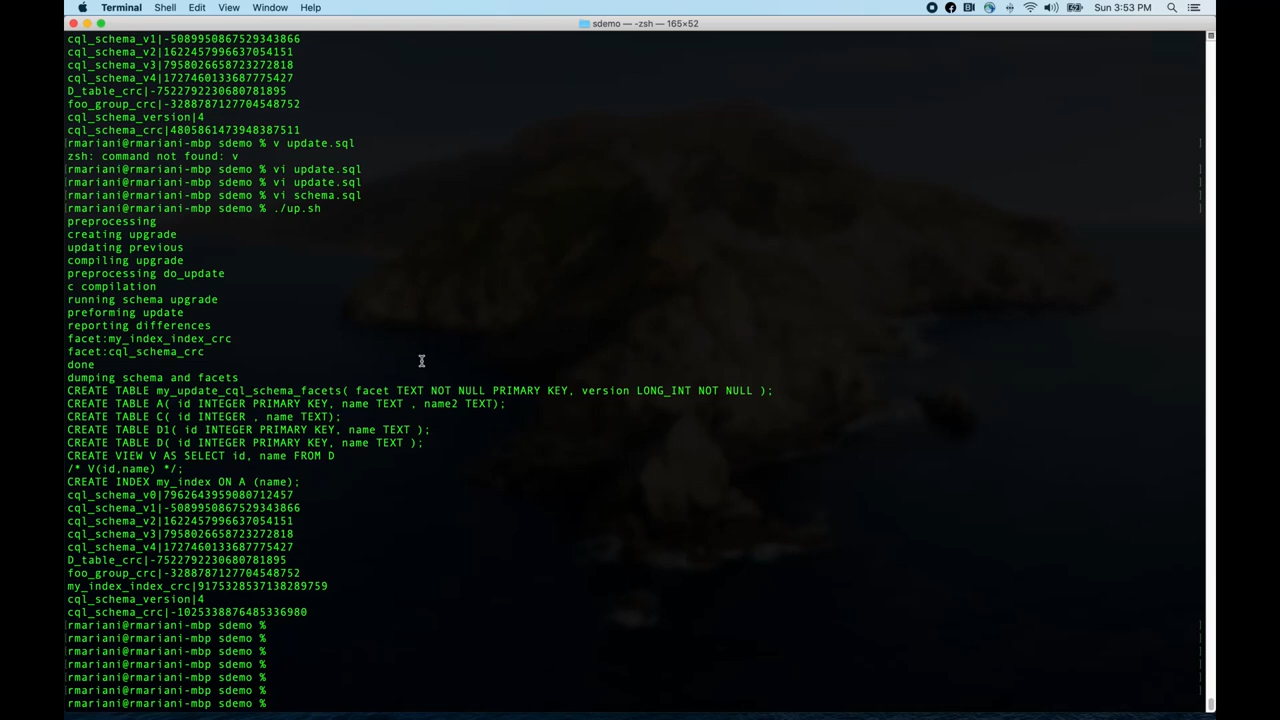 Terminal Shell Edit View Window Help Sun 3:53 PM
sdemo — -zsh — 165×52
cql_schema_v1|-5089950867529343866
cql_schema_v2|1622457996637054151
cql_schema_v3|7958026658723272818
cql_schema_v4|1727460133687775427
D_table_crc|-7522792230680781895
foo_group_crc|-3288787127704548752
cql_schema_version|4
cql_schema_crc|4805861473948387511
rmariani@rmariani-mbp sdemo % v update.sql
zsh: command not found: v
rmariani@rmariani-mbp sdemo % vi update.sql
rmariani@rmariani-mbp sdemo % vi update.sql
rmariani@rmariani-mbp sdemo % vi schema.sql
rmariani@rmariani-mbp sdemo % ./up.sh
preprocessing
creating upgrade
updating previous
compiling upgrade
preprocessing do_update
c compilation
running schema upgrade
preforming update
reporting differences
facet:my_index_index_crc
facet:cql_schema_crc
done
dumping schema and facets
CREATE TABLE my_update_cql_schema_facets( facet TEXT NOT NULL PRIMARY KEY, version LONG_INT NOT NULL );
CREATE TABLE A( id INTEGER PRIMARY KEY, name TEXT , name2 TEXT);
CREATE TABLE C( id INTEGER , name TEXT);
CREATE TABLE D1( id INTEGER PRIMARY KEY, name TEXT );
CREATE TABLE D( id INTEGER PRIMARY KEY, name TEXT );
CREATE VIEW V AS SELECT id, name FROM D
/* V(id,name) */;
CREATE INDEX my_index ON A (name);
cql_schema_v0|7962643959080712457
cql_schema_v1|-5089950867529343866
cql_schema_v2|1622457996637054151
cql_schema_v3|7958026658723272818
cql_schema_v4|1727460133687775427
D_table_crc|-7522792230680781895
foo_group_crc|-3288787127704548752
my_index_index_crc|9175328537138289759
cql_schema_version|4
cql_schema_crc|-1025338876485336980
rmariani@rmariani-mbp sdemo %
rmariani@rmariani-mbp sdemo %
rmariani@rmariani-mbp sdemo %
rmariani@rmariani-mbp sdemo %
rmariani@rmariani-mbp sdemo %
rmariani@rmariani-mbp sdemo %
rmariani@rmariani-mbp sdemo %